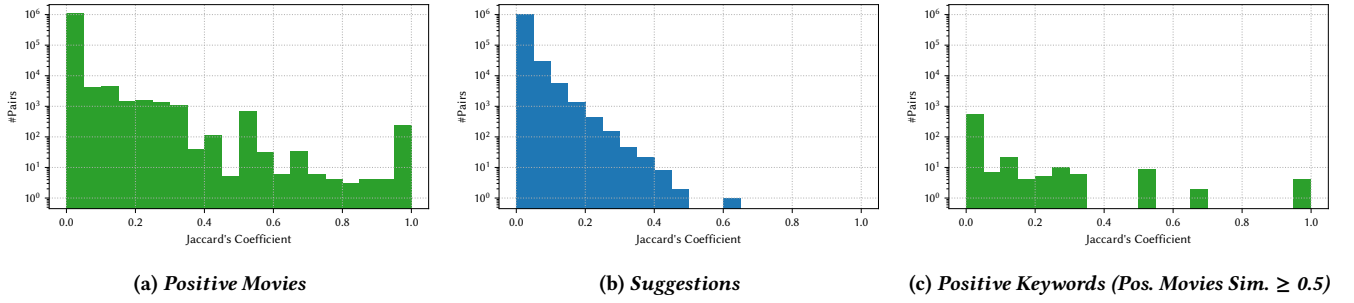 10⁶
10⁵
10⁴
10³
10²
10¹
10⁰
#Pairs
0.0 0.2 0.4 0.6 0.8 1.0
Jaccard's Coefficient
(a) Positive Movies
10⁶
10⁵
10⁴
10³
10²
10¹
10⁰
#Pairs
0.0 0.2 0.4 0.6 0.8 1.0
Jaccard's Coefficient
(b) Suggestions
10⁶
10⁵
10⁴
10³
10²
10¹
10⁰
#Pairs
0.0 0.2 0.4 0.6 0.8 1.0
Jaccard's Coefficient
(c) Positive Keywords (Pos. Movies Sim. ≥ 0.5)